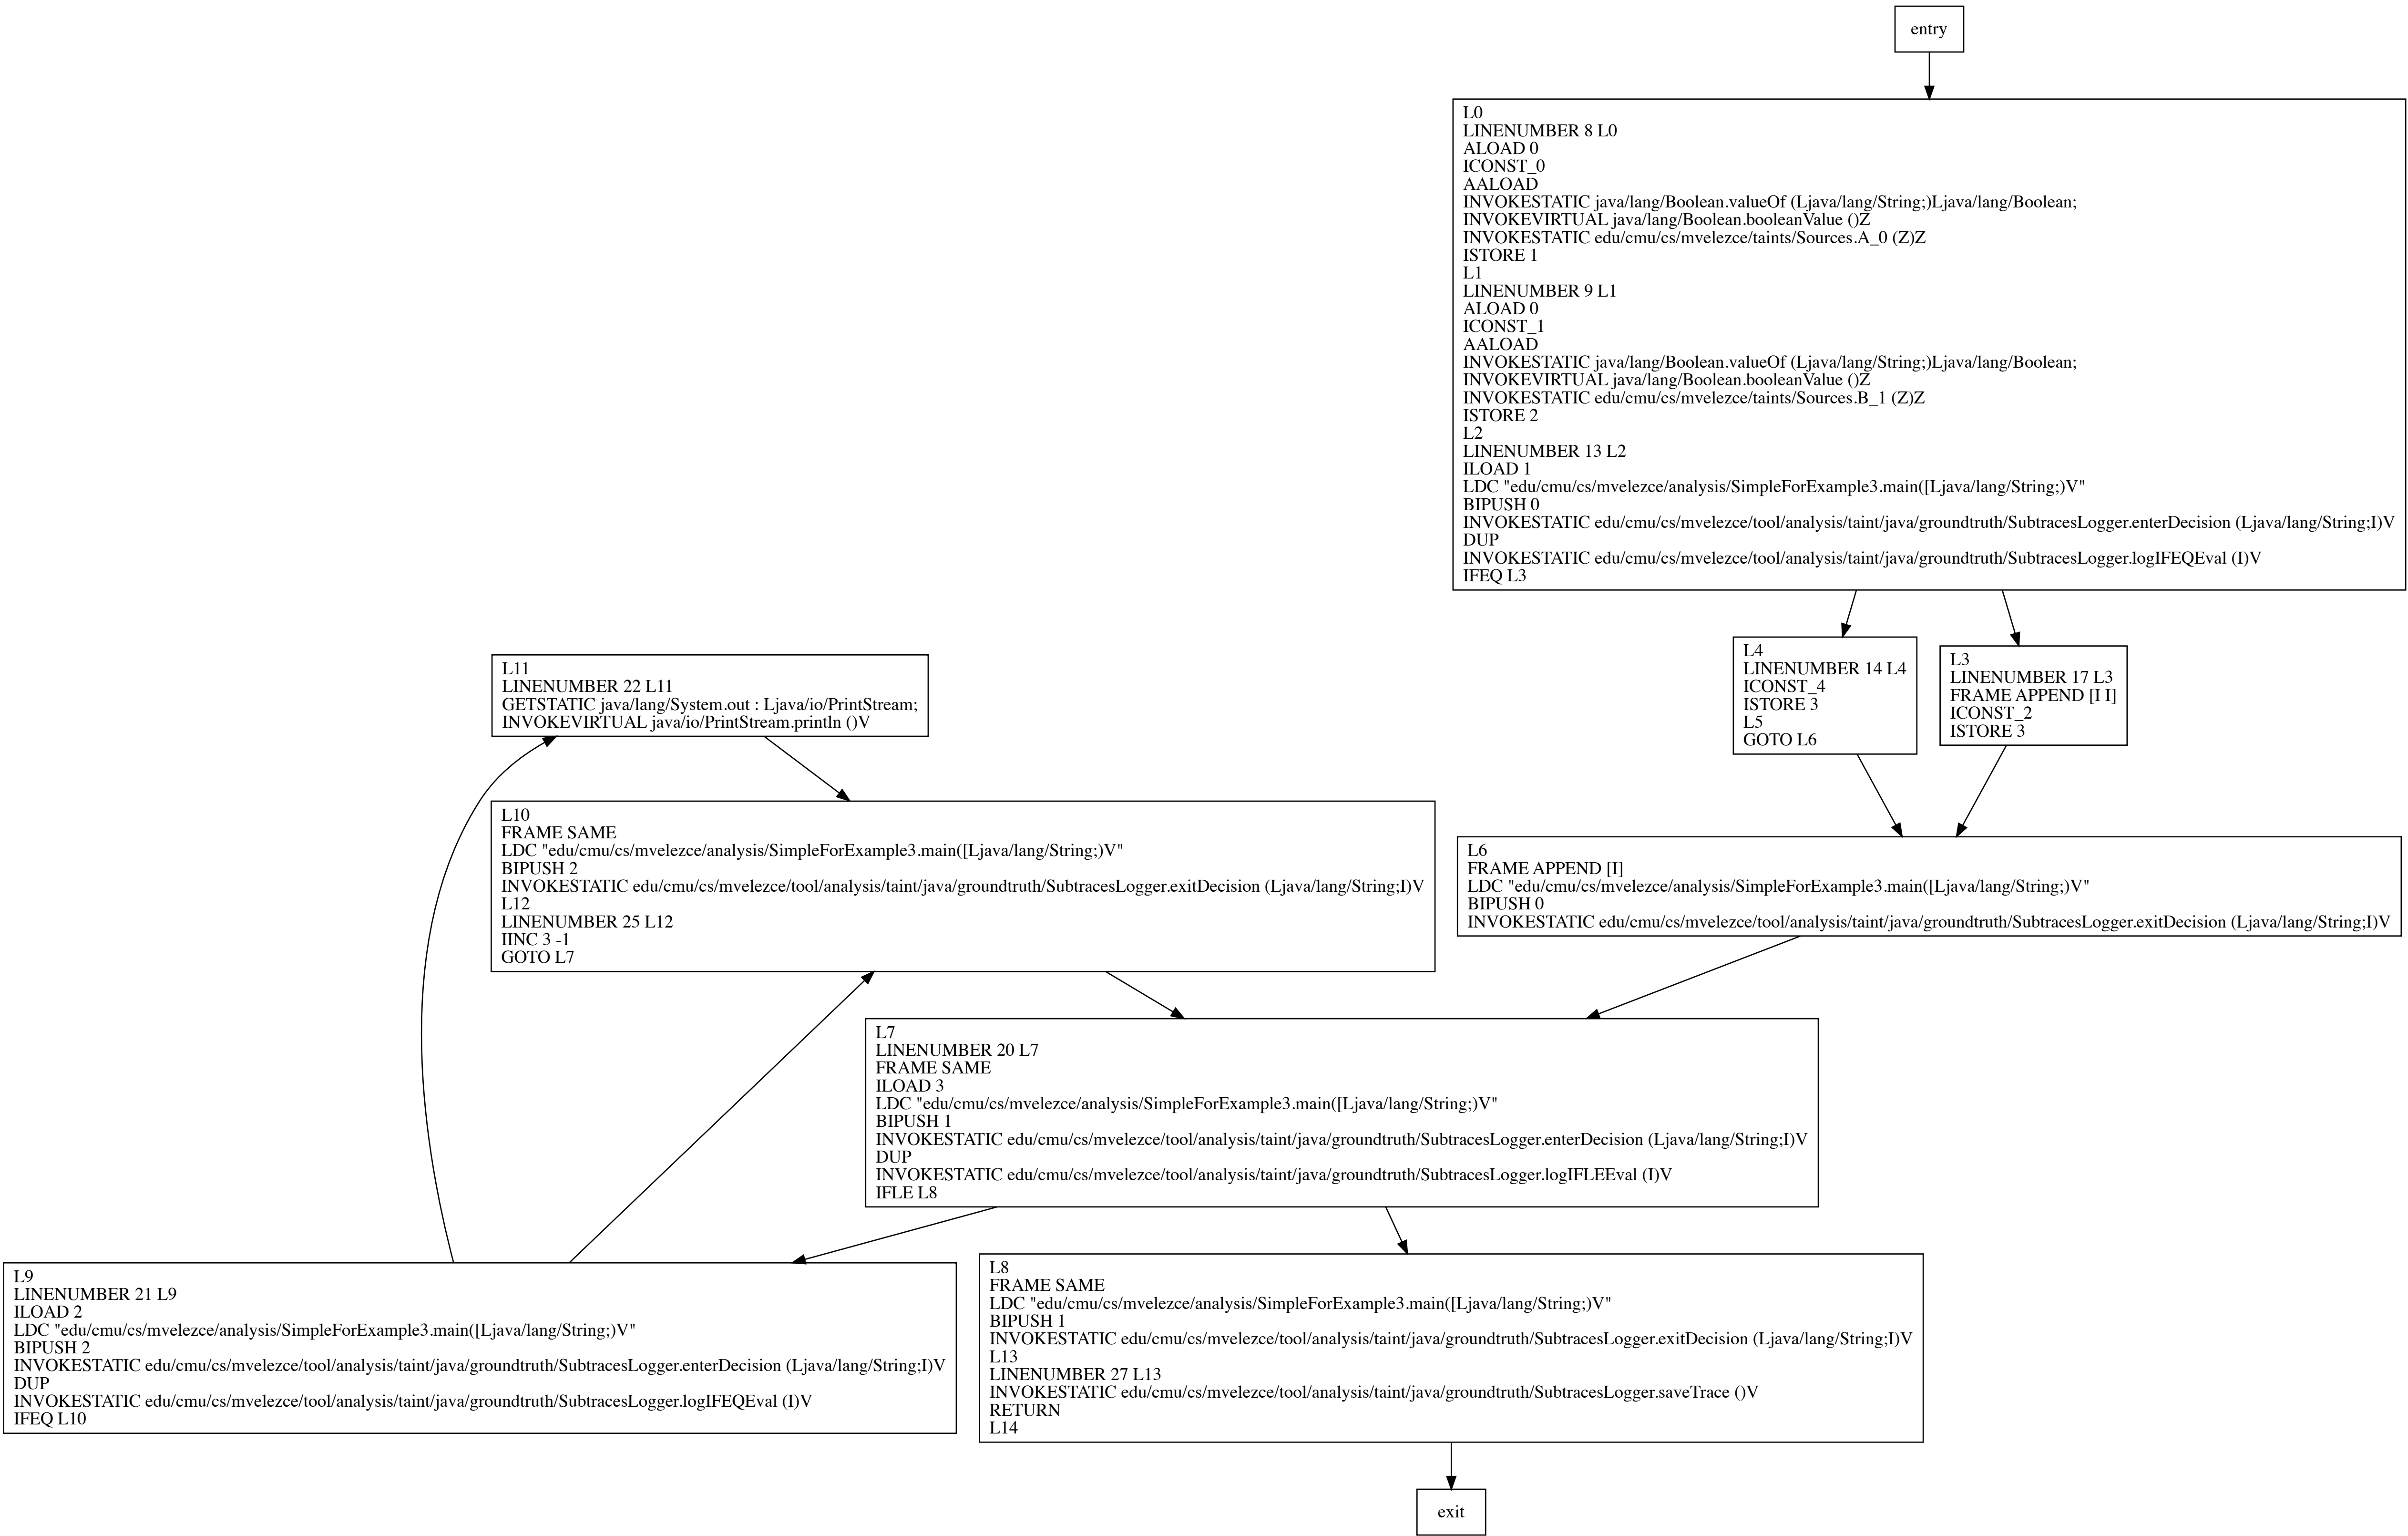 entry
L0
LINENUMBER 8 L0
ALOAD 0
ICONST_0
AALOAD
INVOKESTATIC java/lang/Boolean.valueOf (Ljava/lang/String;)Ljava/lang/Boolean;
INVOKEVIRTUAL java/lang/Boolean.booleanValue ()Z
INVOKESTATIC edu/cmu/cs/mvelezce/taints/Sources.A_0 (Z)Z
ISTORE 1
L1
LINENUMBER 9 L1
ALOAD 0
ICONST_1
AALOAD
INVOKESTATIC java/lang/Boolean.valueOf (Ljava/lang/String;)Ljava/lang/Boolean;
INVOKEVIRTUAL java/lang/Boolean.booleanValue ()Z
INVOKESTATIC edu/cmu/cs/mvelezce/taints/Sources.B_1 (Z)Z
ISTORE 2
L2
LINENUMBER 13 L2
ILOAD 1
LDC "edu/cmu/cs/mvelezce/analysis/SimpleForExample3.main([Ljava/lang/String;)V"
BIPUSH 0
INVOKESTATIC edu/cmu/cs/mvelezce/tool/analysis/taint/java/groundtruth/SubtracesLogger.enterDecision (Ljava/lang/String;I)V
DUP
INVOKESTATIC edu/cmu/cs/mvelezce/tool/analysis/taint/java/groundtruth/SubtracesLogger.logIFEQEval (I)V
IFEQ L3
L4
LINENUMBER 14 L4
ICONST_4
ISTORE 3
L5
GOTO L6
L3
LINENUMBER 17 L3
FRAME APPEND [I I]
ICONST_2
ISTORE 3
L11
LINENUMBER 22 L11
GETSTATIC java/lang/System.out : Ljava/io/PrintStream;
INVOKEVIRTUAL java/io/PrintStream.println ()V
L10
FRAME SAME
LDC "edu/cmu/cs/mvelezce/analysis/SimpleForExample3.main([Ljava/lang/String;)V"
BIPUSH 2
INVOKESTATIC edu/cmu/cs/mvelezce/tool/analysis/taint/java/groundtruth/SubtracesLogger.exitDecision (Ljava/lang/String;I)V
L12
LINENUMBER 25 L12
IINC 3 -1
GOTO L7
L6
FRAME APPEND [I]
LDC "edu/cmu/cs/mvelezce/analysis/SimpleForExample3.main([Ljava/lang/String;)V"
BIPUSH 0
INVOKESTATIC edu/cmu/cs/mvelezce/tool/analysis/taint/java/groundtruth/SubtracesLogger.exitDecision (Ljava/lang/String;I)V
L7
LINENUMBER 20 L7
FRAME SAME
ILOAD 3
LDC "edu/cmu/cs/mvelezce/analysis/SimpleForExample3.main([Ljava/lang/String;)V"
BIPUSH 1
INVOKESTATIC edu/cmu/cs/mvelezce/tool/analysis/taint/java/groundtruth/SubtracesLogger.enterDecision (Ljava/lang/String;I)V
DUP
INVOKESTATIC edu/cmu/cs/mvelezce/tool/analysis/taint/java/groundtruth/SubtracesLogger.logIFLEEval (I)V
IFLE L8
L9
LINENUMBER 21 L9
ILOAD 2
LDC "edu/cmu/cs/mvelezce/analysis/SimpleForExample3.main([Ljava/lang/String;)V"
BIPUSH 2
INVOKESTATIC edu/cmu/cs/mvelezce/tool/analysis/taint/java/groundtruth/SubtracesLogger.enterDecision (Ljava/lang/String;I)V
DUP
INVOKESTATIC edu/cmu/cs/mvelezce/tool/analysis/taint/java/groundtruth/SubtracesLogger.logIFEQEval (I)V
IFEQ L10
L8
FRAME SAME
LDC "edu/cmu/cs/mvelezce/analysis/SimpleForExample3.main([Ljava/lang/String;)V"
BIPUSH 1
INVOKESTATIC edu/cmu/cs/mvelezce/tool/analysis/taint/java/groundtruth/SubtracesLogger.exitDecision (Ljava/lang/String;I)V
L13
LINENUMBER 27 L13
INVOKESTATIC edu/cmu/cs/mvelezce/tool/analysis/taint/java/groundtruth/SubtracesLogger.saveTrace ()V
RETURN
L14
exit